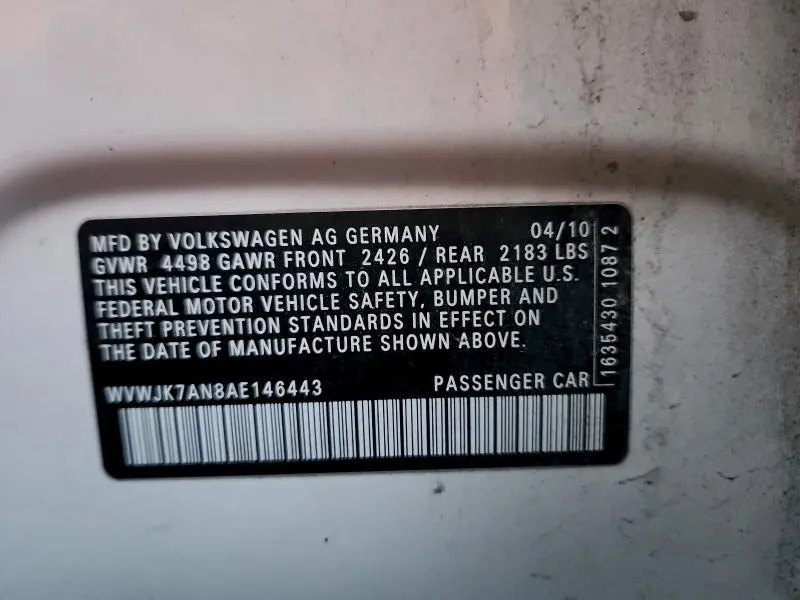 MFD BY VOLKSWAGEN AG GERMANY 04/10
GVWR 4498 GAWR FRONT 2426 / REAR 2183 LBS
THIS VEHICLE CONFORMS TO ALL APPLICABLE U.S.
FEDERAL MOTOR VEHICLE SAFETY, BUMPER AND
THEFT PREVENTION STANDARDS IN EFFECT ON
THE DATE OF MANUFACTURE SHOWN ABOVE.
WVWJK7AN8AE146443 PASSENGER CAR
1635430 1087 2